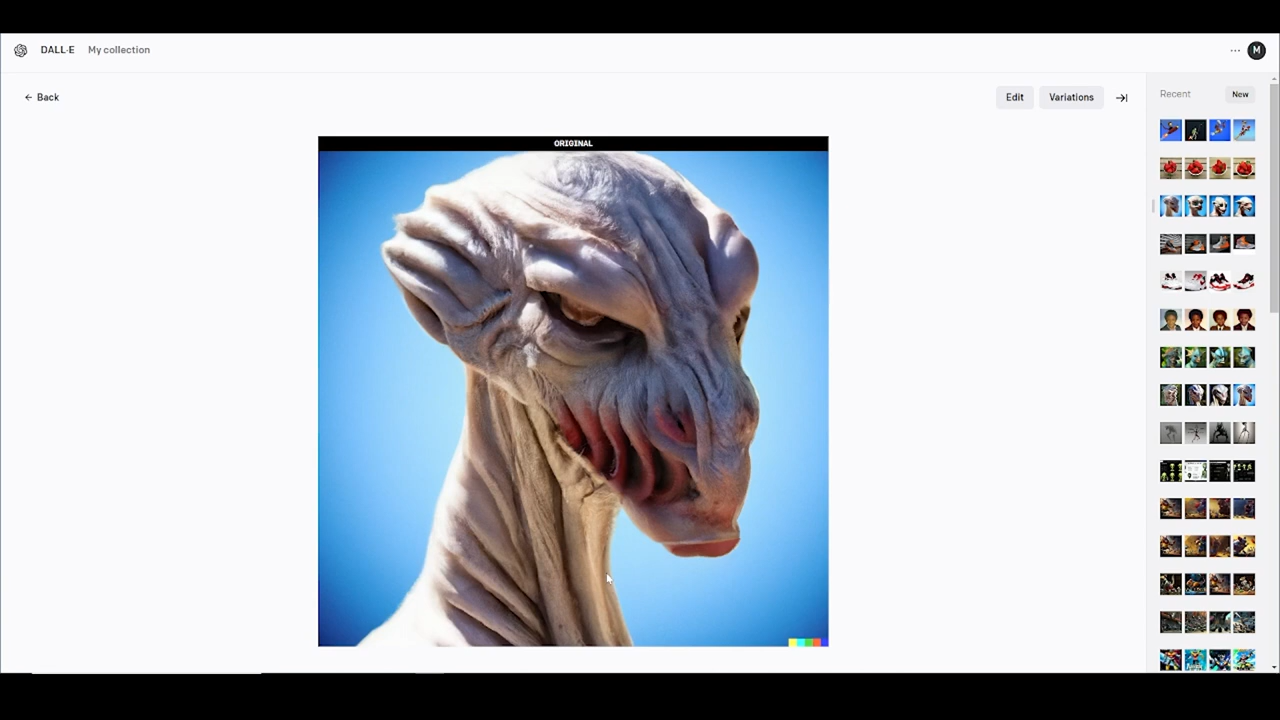 DALL·E My collection
M
← Back
Edit Variations
Recent New
ORIGINAL